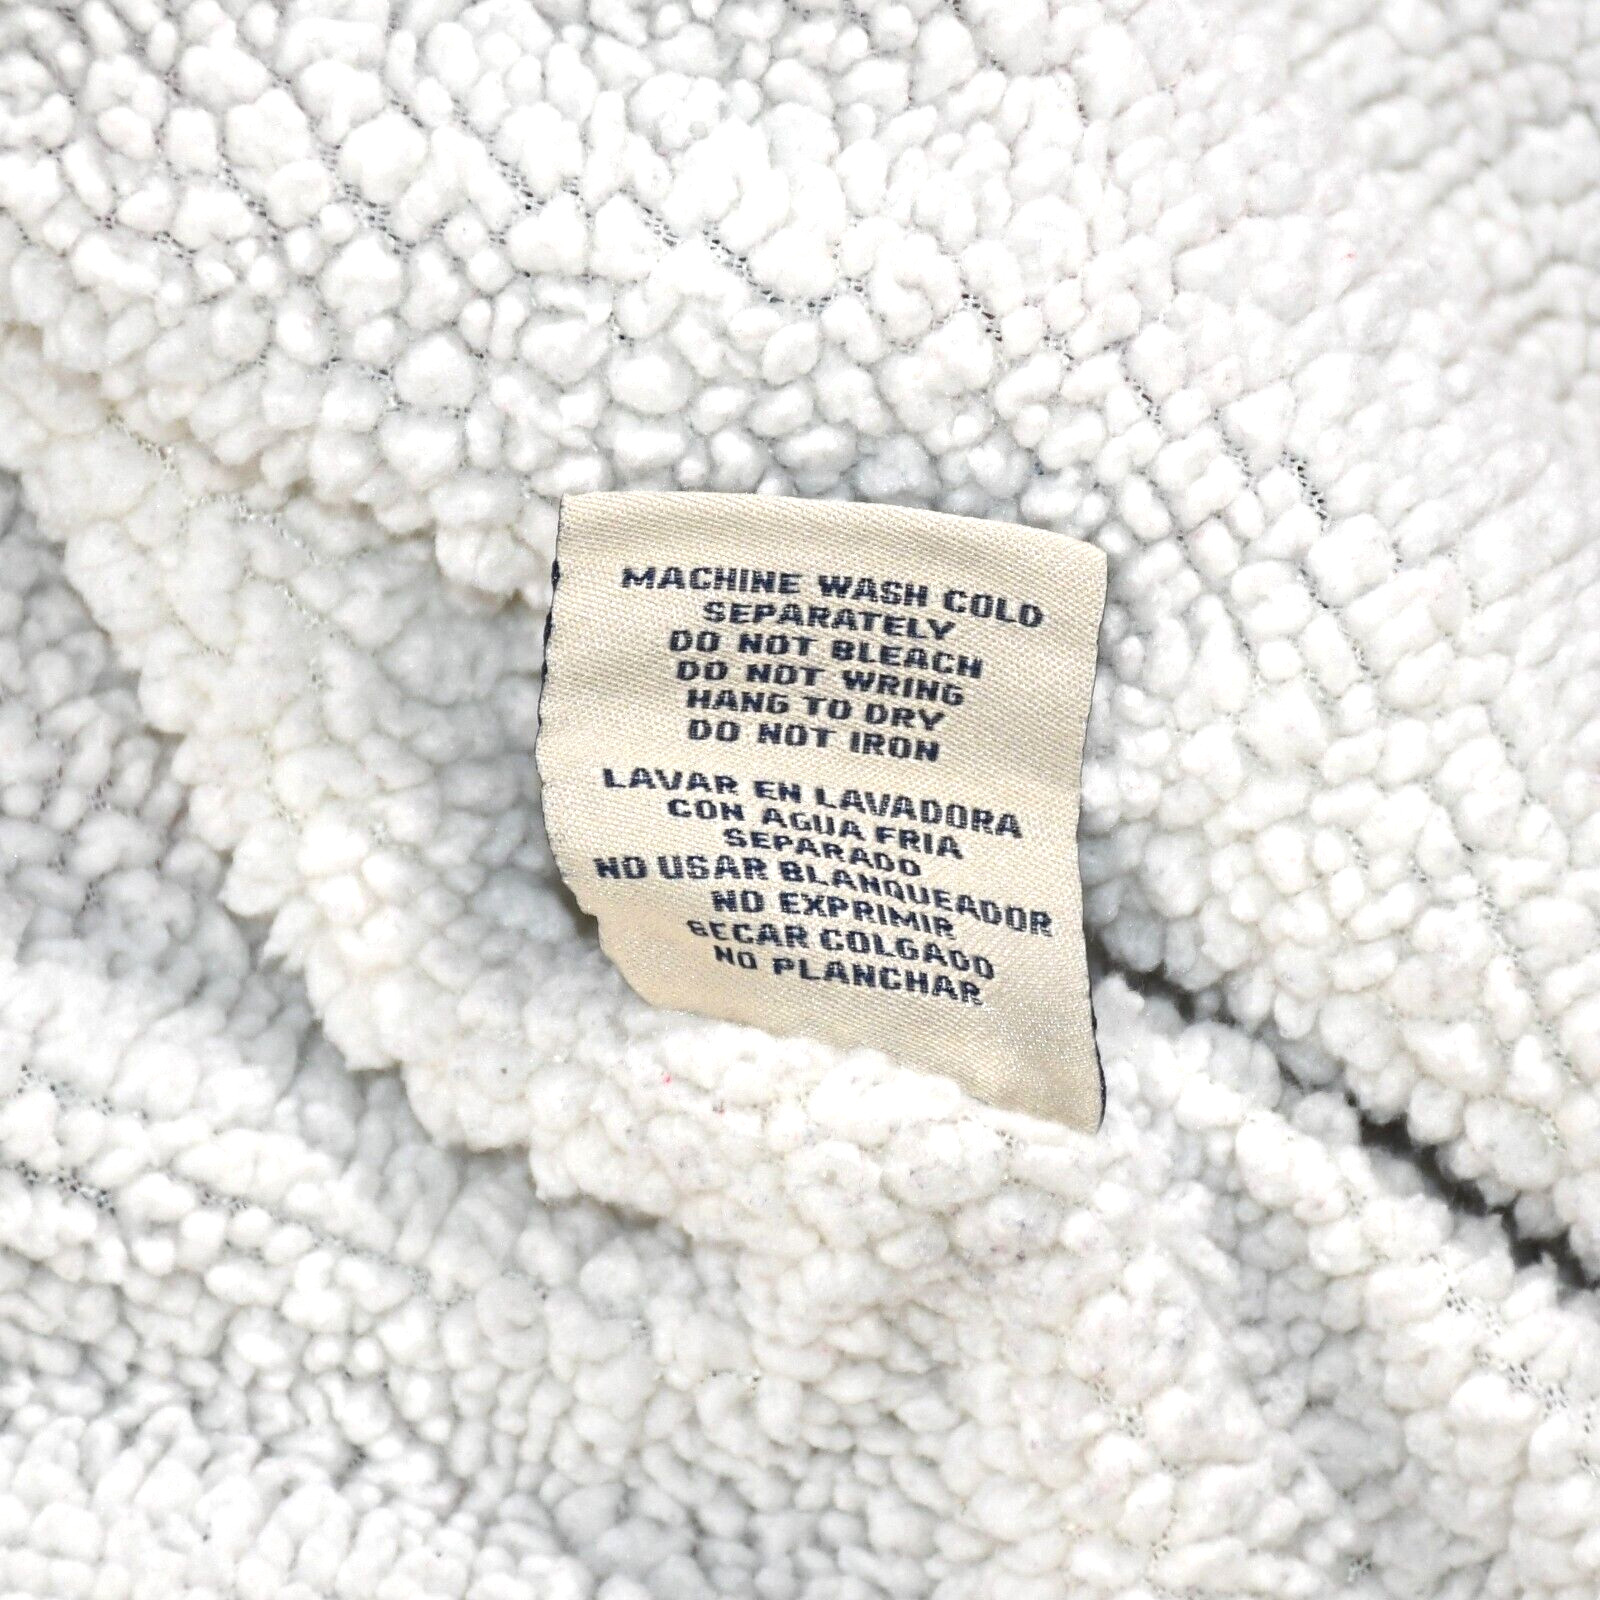 MACHINE WASH COLD
SEPARATELY
DO NOT BLEACH
DO NOT WRING
HANG TO DRY
DO NOT IRON
LAVAR EN LAVADORA
CON AGUA FRIA
SEPARADO
NO USAR BLANQUEADOR
NO EXPRIMIR
SECAR COLGADO
NO PLANCHAR